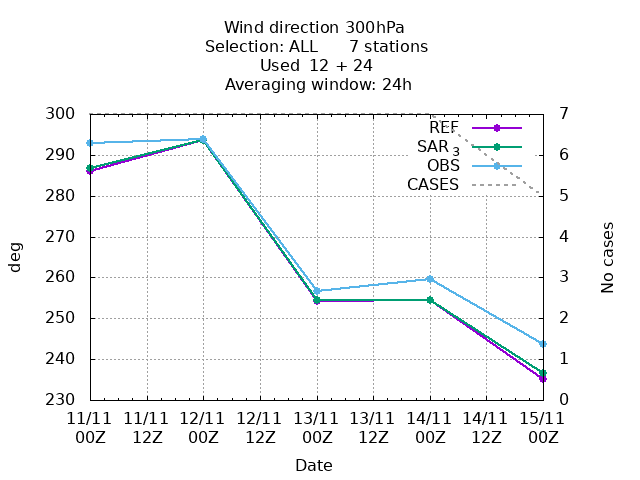 Wind direction 300hPa
Selection: ALL      7 stations
Used  12 + 24
Averaging window: 24h
300
290
280
270
260
250
240
230
deg
7
6
5
4
3
2
1
0
No cases
REF
SAR 3
OBS
CASES
11/11 11/11 12/11 12/11 13/11 13/11 14/11 14/11 15/11
00Z 12Z 00Z 12Z 00Z 12Z 00Z 12Z 00Z
Date